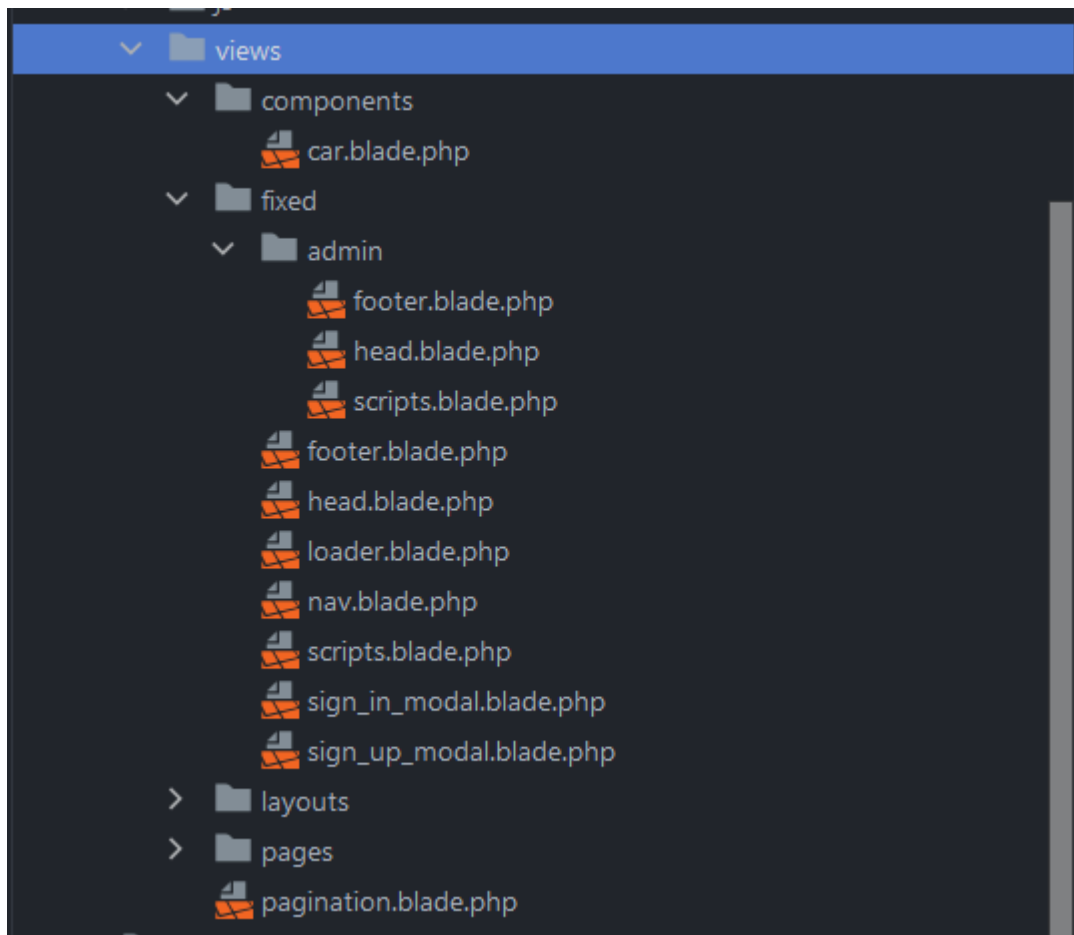 views
components
car.blade.php
fixed
admin
footer.blade.php
head.blade.php
scripts.blade.php
footer.blade.php
head.blade.php
loader.blade.php
nav.blade.php
scripts.blade.php
sign_in_modal.blade.php
sign_up_modal.blade.php
layouts
pages
pagination.blade.php